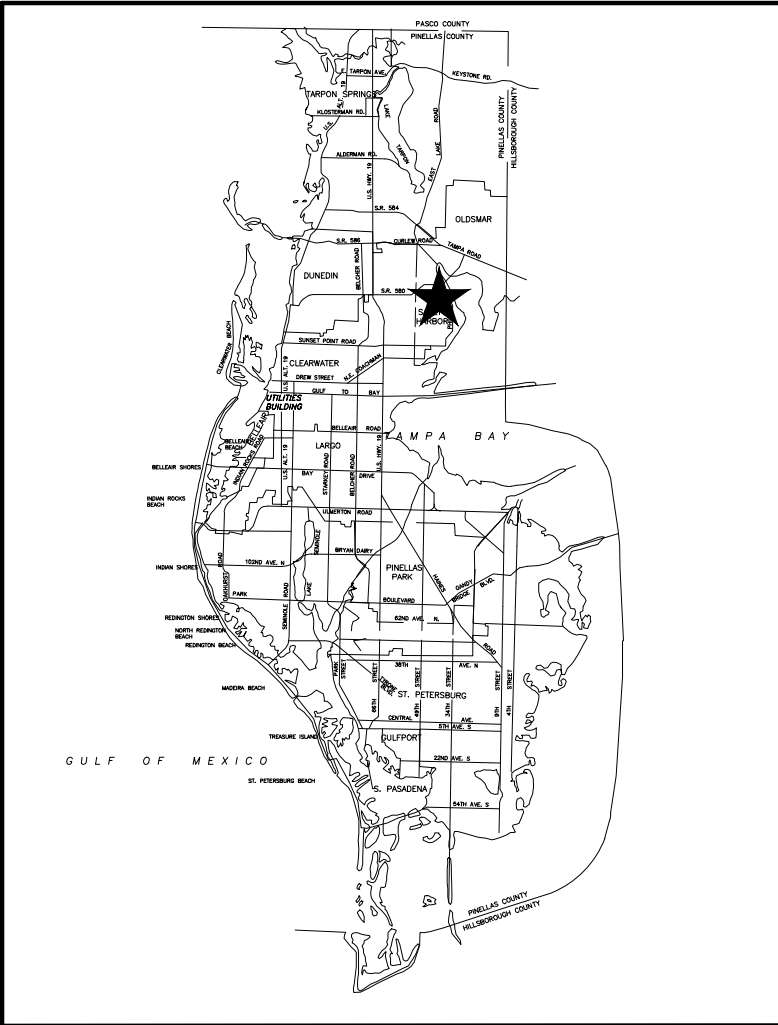 PASCO COUNTY
PINELLAS COUNTY
E. TARPON AVE.
KEYSTONE RD.
U.S. ALT. 19
TARPON SPRINGS
KLOSTERMAN RD.
LAKE TARPON
EAST LAKE ROAD
PINELLAS COUNTY
HILLSBOROUGH COUNTY
ALDERMAN RD.
U.S. HWY. 19
S.R. 584
OLDSMAR
S.R. 586
CURLEW ROAD
TAMPA ROAD
BELCHER ROAD
DUNEDIN
S.R. 580
HARBOR
SUNSET POINT ROAD
CLEARWATER BEACH
CLEARWATER
N.E. COACHMAN
DREW STREET
U.S. ALT. 19
GULF TO BAY
UTILITIES
BUILDING
BELLEAIR
BELLEAIR ROAD
TAMPA BAY
BELLEAIR
BEACH
INDIAN ROCKS ROAD
LARGO
U.S. ALT. 19
STARKEY ROAD
BELCHER ROAD
U.S. HWY. 19
BELLEAIR SHORES
BAY DRIVE
INDIAN ROCKS
BEACH
ULMERTON ROAD
SEMINOLE
BRYAN DAIRY
102ND AVE. N
INDIAN SHORES
PINELLAS
PARK
OAKHURST ROAD
LAKE
HAINES
GANDY
BRIDGE BLVD.
PARK
BOULEVARD
SEMINOLE ROAD
REDINGTON SHORES
62ND AVE. N.
NORTH REDINGTON
BEACH
REDINGTON BEACH
ROAD
38TH AVE. N
PARK STREET
66TH STREET
TYRONE BLVD.
49TH STREET
34TH STREET
9TH STREET
4TH STREET
MADEIRA BEACH
ST. PETERSBURG
CENTRAL AVE.
5TH AVE. S
TREASURE ISLAND
GULFPORT
GULF OF MEXICO
22ND AVE. S
ST. PETERSBURG BEACH
S. PASADENA
54TH AVE. S
PINELLAS COUNTY
HILLSBOROUGH COUNTY